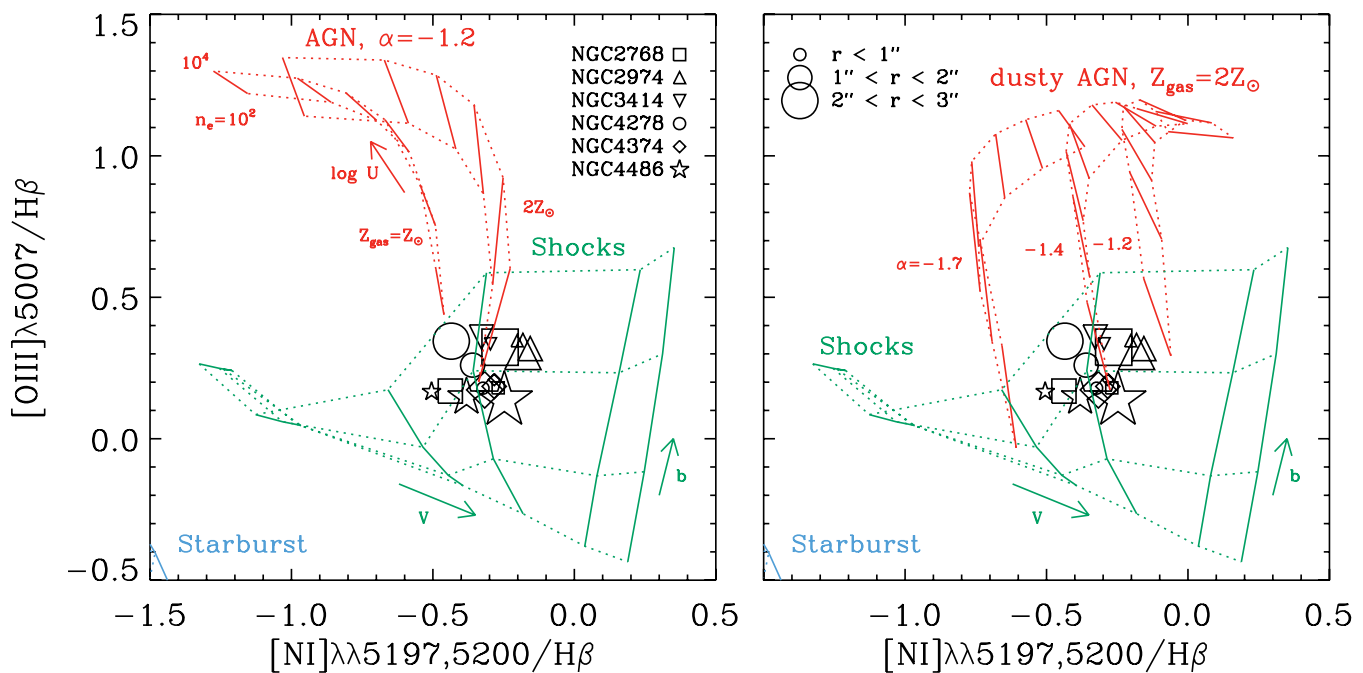 AGN, α=−1.2
10⁴
nₑ=10²
log U
Z_gas=Z_⊙
2Z_⊙
NGC2768
NGC2974
NGC3414
NGC4278
NGC4374
NGC4486
Shocks
b
V
Starburst
1.5
1.0
0.5
0.0
−0.5
[OIII]λ5007/Hβ
−1.5
−1.0
−0.5
0.0
0.5
[NI]λλ5197,5200/Hβ
r < 1″
1″ < r < 2″
2″ < r < 3″
dusty AGN, Z_gas=2Z_⊙
α=−1.7
−1.4
−1.2
Shocks
b
V
Starburst
−1.0
−0.5
0.0
0.5
[NI]λλ5197,5200/Hβ